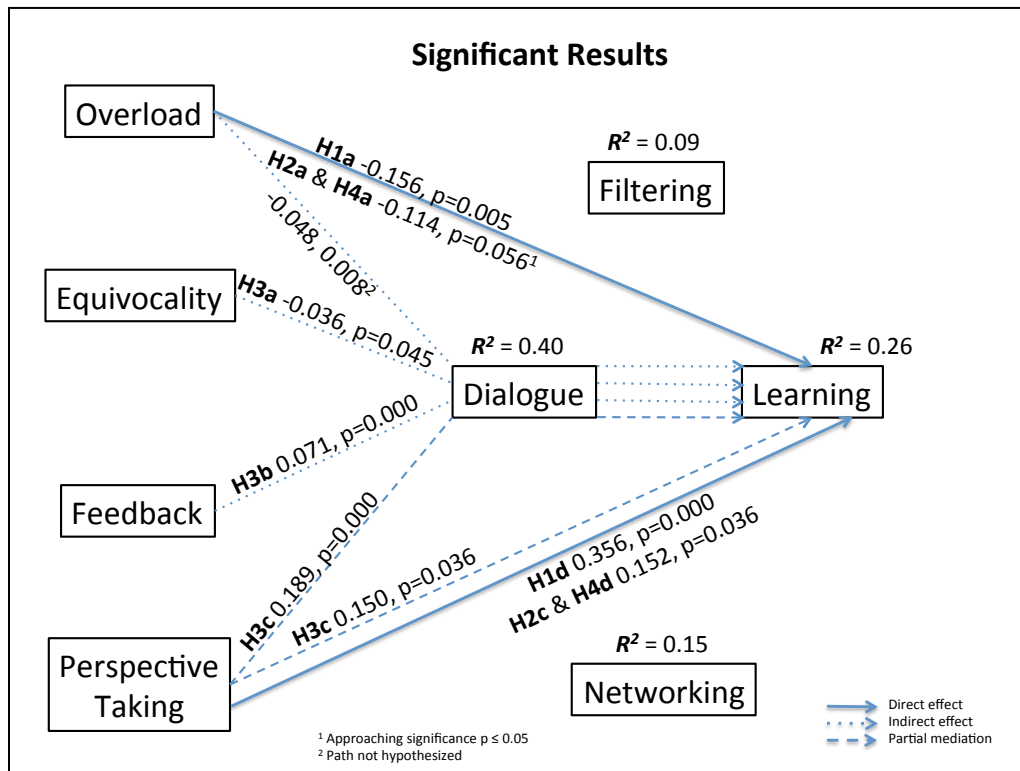 Significant Results
Overload
H1a -0.156, p=0.005
H2a & H4a -0.114, p=0.056¹
-0.048, 0.008²
R² = 0.09
Filtering
Equivocality
H3a -0.036, p=0.045
R² = 0.40
Dialogue
R² = 0.26
Learning
H3b 0.071, p=0.000
Feedback
H3c 0.189, p=0.000
H3c 0.150, p=0.036
H1d 0.356, p=0.000
H2c & H4d 0.152, p=0.036
Perspective
Taking
R² = 0.15
Networking
¹ Approaching significance p ≤ 0.05
² Path not hypothesized
Direct effect
Indirect effect
Partial mediation